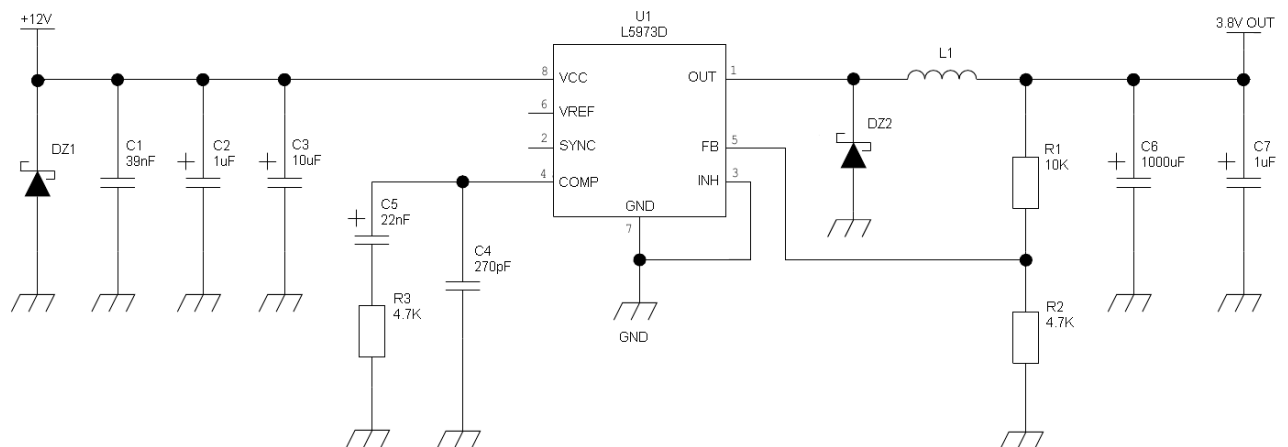 +12V
U1
L5973D
3.8V OUT
L1
8 VCC
OUT 1
6 VREF
2 SYNC
FB 5
4 COMP
INH 3
GND
7
DZ1
C1
39nF
+ C2
1uF
+ C3
10uF
DZ2
R1
10K
+ C6
1000uF
+ C7
1uF
+ C5
22nF
C4
270pF
R3
4.7K
R2
4.7K
GND